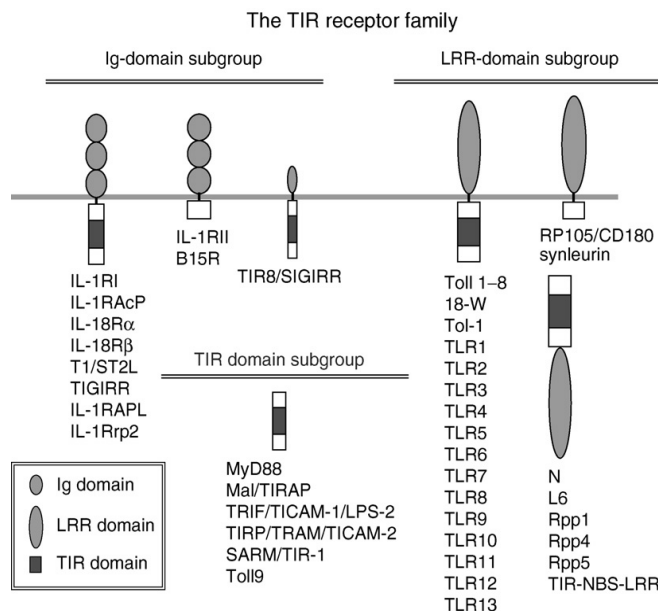 The TIR receptor family
Ig-domain subgroup
LRR-domain subgroup
IL-1RI
IL-1RAcP
IL-18Rα
IL-18Rβ
T1/ST2L
TIGIRR
IL-1RAPL
IL-1Rrp2
IL-1RII
B15R
TIR8/SIGIRR
Toll 1–8
18-W
Tol-1
TLR1
TLR2
TLR3
TLR4
TLR5
TLR6
TLR7
TLR8
TLR9
TLR10
TLR11
TLR12
TLR13
RP105/CD180
synleurin
N
L6
Rpp1
Rpp4
Rpp5
TIR-NBS-LRR
TIR domain subgroup
MyD88
Mal/TIRAP
TRIF/TICAM-1/LPS-2
TIRP/TRAM/TICAM-2
SARM/TIR-1
Toll9
Ig domain
LRR domain
TIR domain